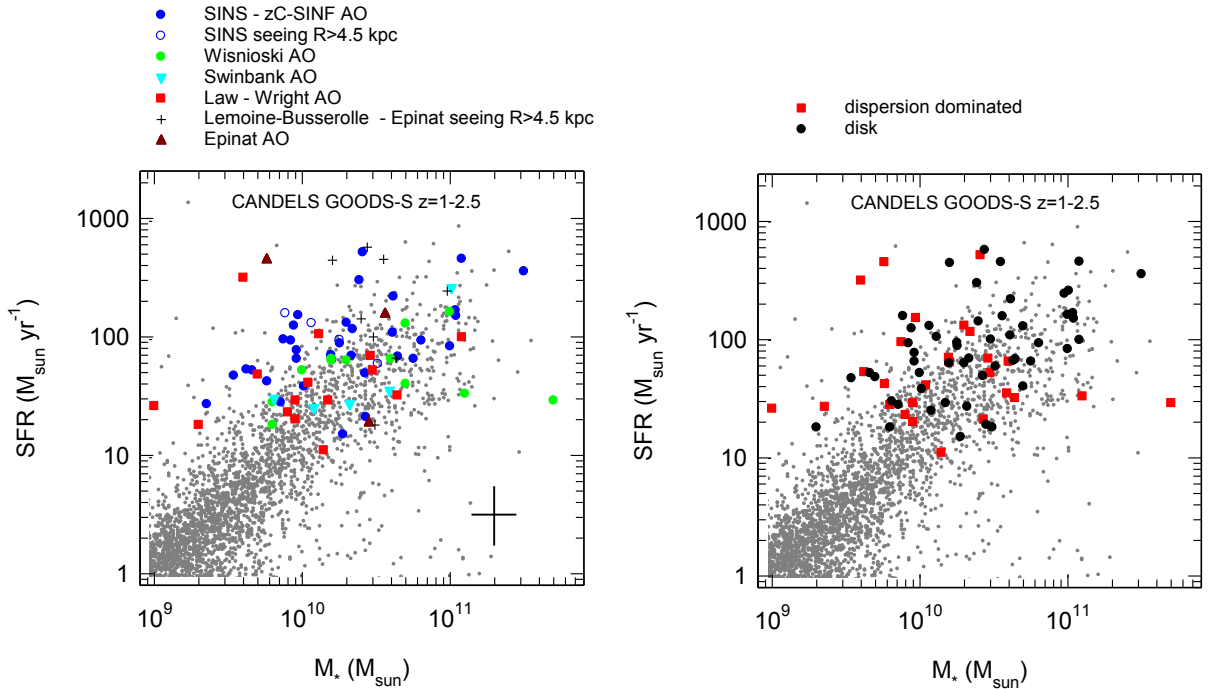 SINS - zC-SINF AO
SINS seeing R>4.5 kpc
Wisnioski AO
Swinbank AO
Law - Wright AO
Lemoine-Busserolle - Epinat seeing R>4.5 kpc
Epinat AO
CANDELS GOODS-S z=1-2.5
1000
100
10
1
SFR (M_sun yr^-1)
10^9
10^10
10^11
M_* (M_sun)
dispersion dominated
disk
CANDELS GOODS-S z=1-2.5
1000
100
10
1
SFR (M_sun yr^-1)
10^9
10^10
10^11
M_* (M_sun)